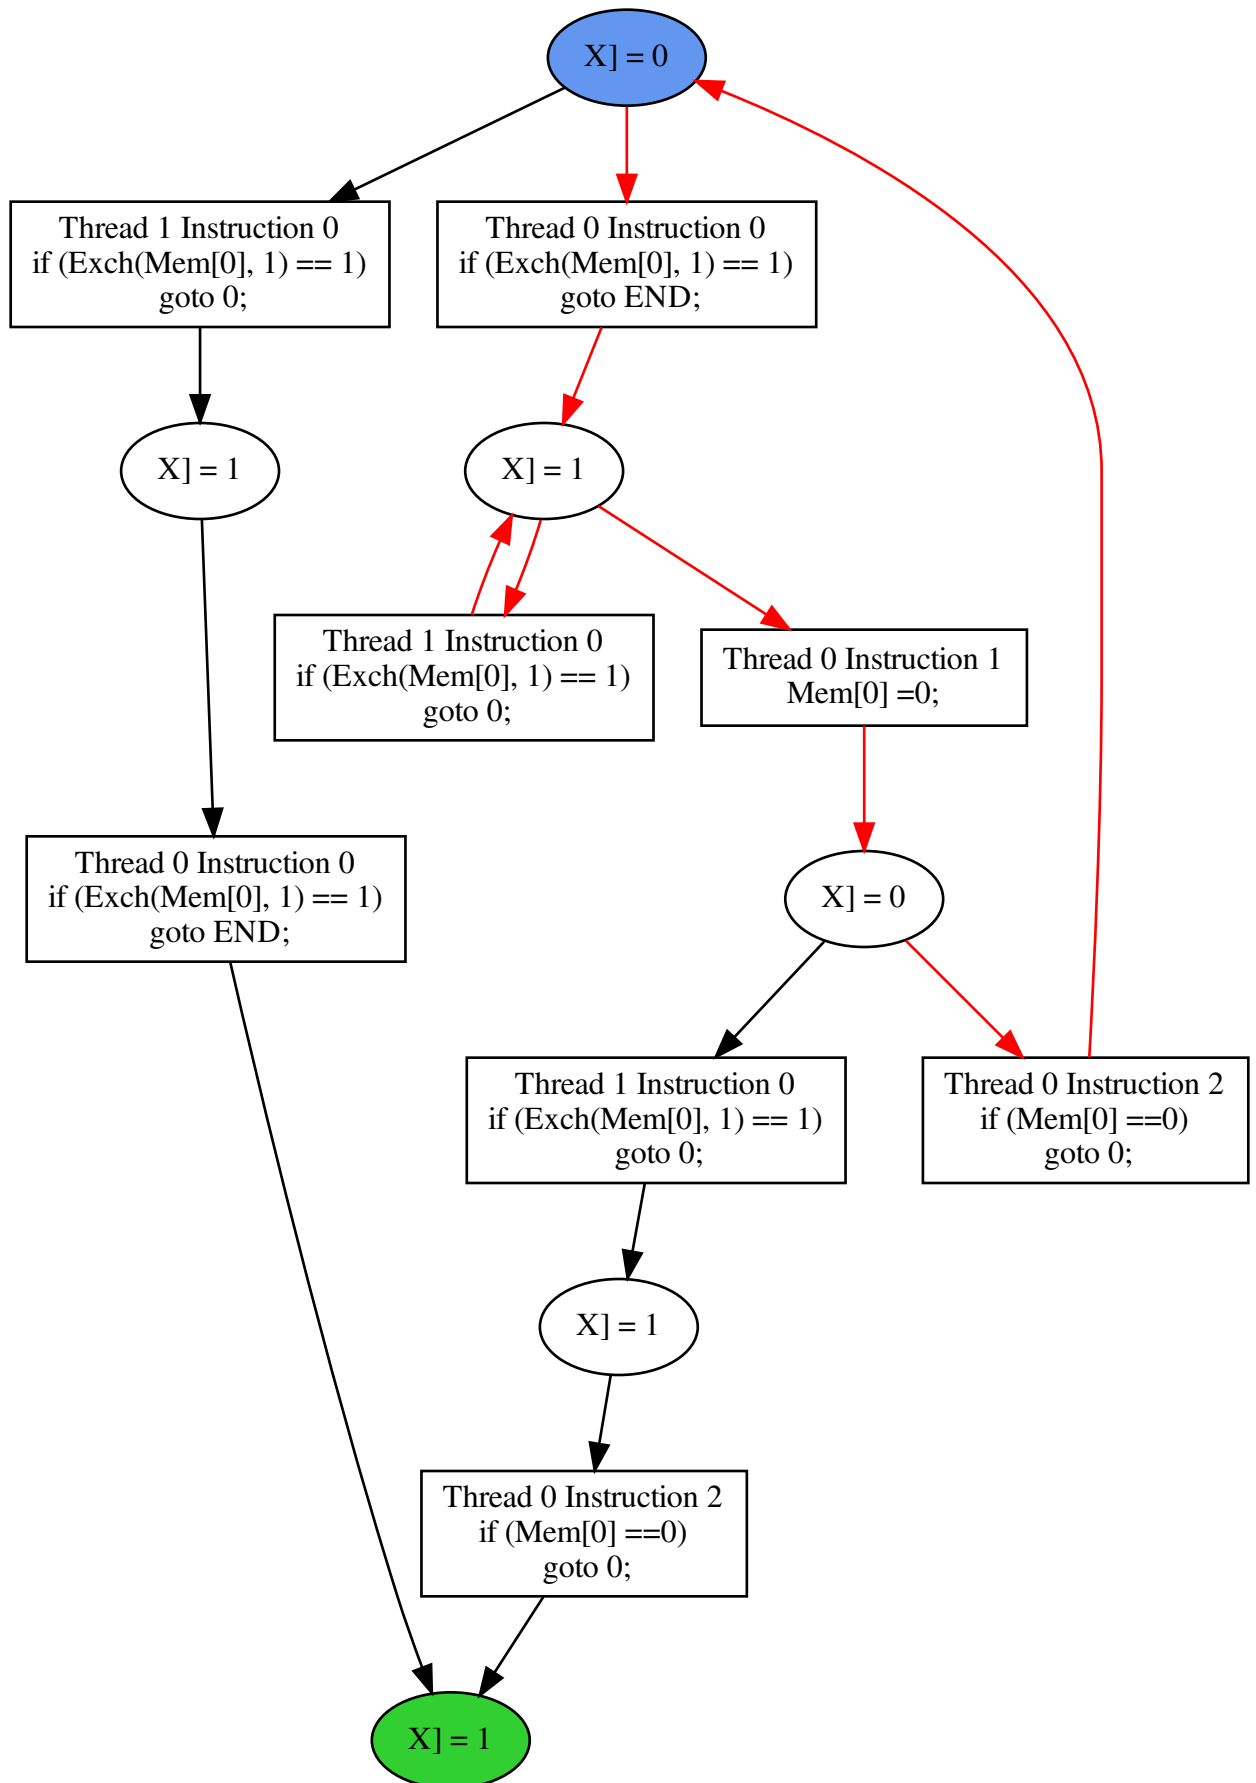 X] = 0
Thread 1 Instruction 0
if (Exch(Mem[0], 1) == 1)
goto 0;
Thread 0 Instruction 0
if (Exch(Mem[0], 1) == 1)
goto END;
X] = 1
X] = 1
Thread 1 Instruction 0
if (Exch(Mem[0], 1) == 1)
goto 0;
Thread 0 Instruction 1
Mem[0] =0;
Thread 0 Instruction 0
if (Exch(Mem[0], 1) == 1)
goto END;
X] = 0
Thread 1 Instruction 0
if (Exch(Mem[0], 1) == 1)
goto 0;
Thread 0 Instruction 2
if (Mem[0] ==0)
goto 0;
X] = 1
Thread 0 Instruction 2
if (Mem[0] ==0)
goto 0;
X] = 1